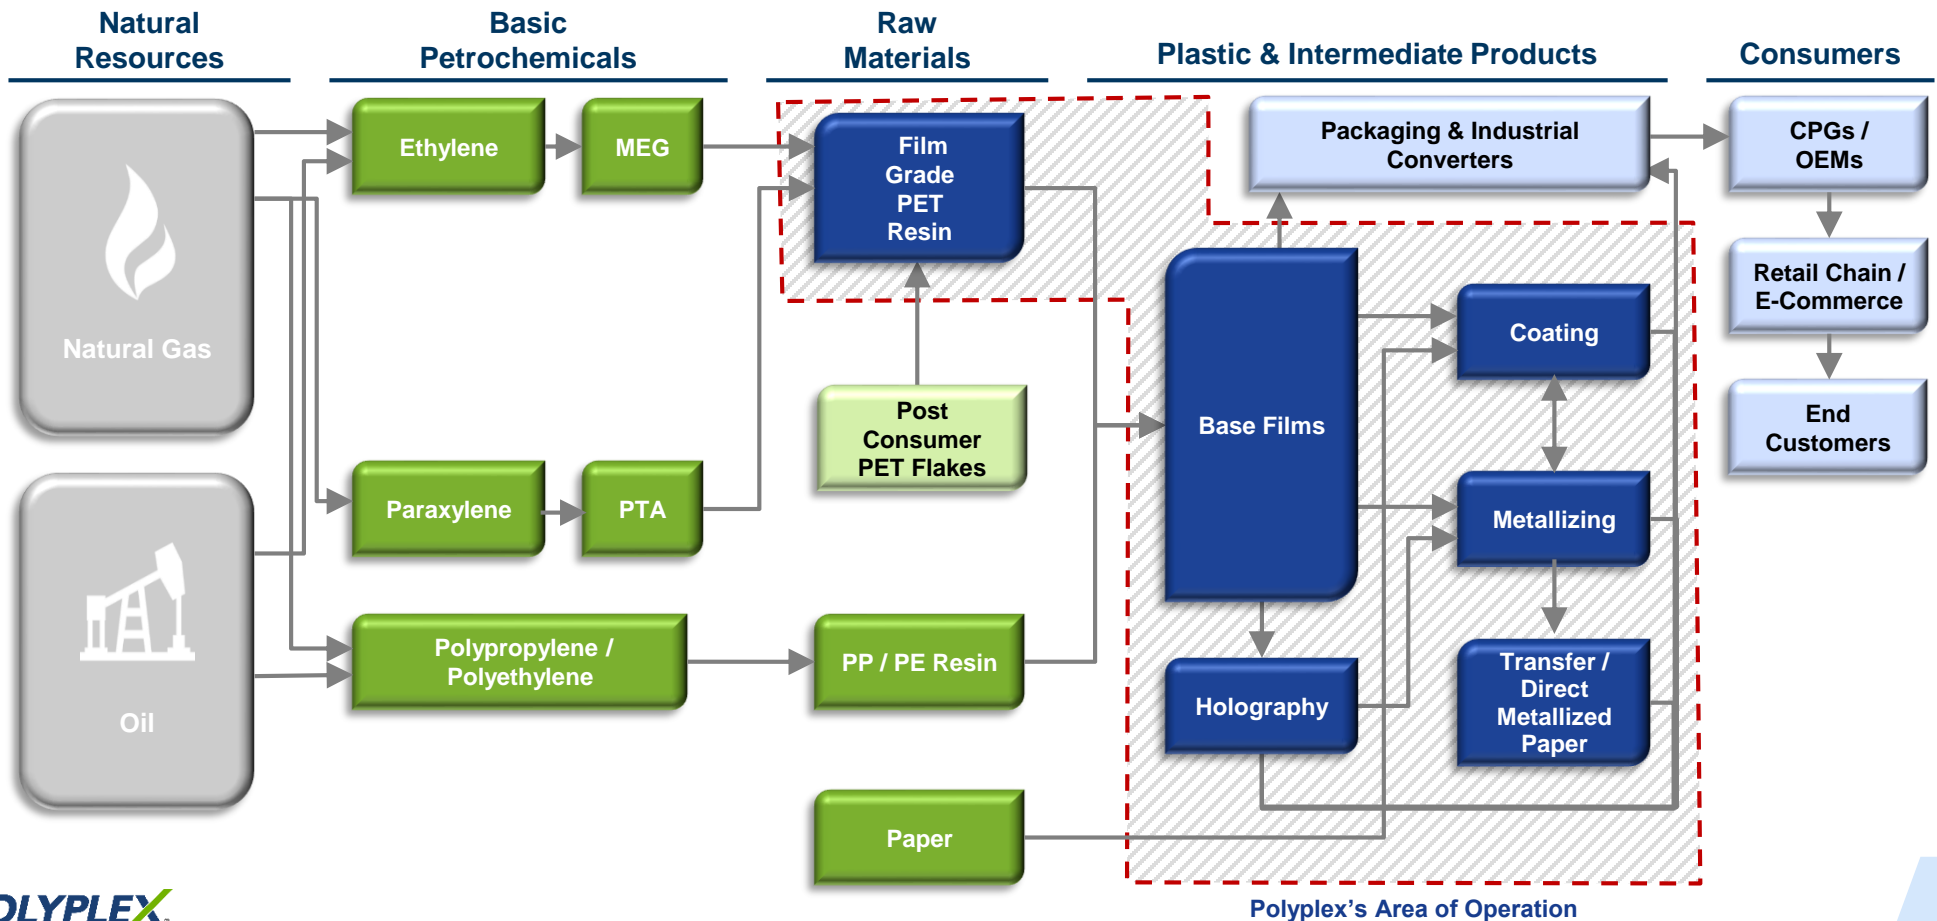 Natural
Resources
Basic
Petrochemicals
Raw
Materials
Plastic & Intermediate Products
Consumers
Natural Gas
Oil
Ethylene
MEG
Paraxylene
PTA
Polypropylene /
Polyethylene
Film
Grade
PET
Resin
Post
Consumer
PET Flakes
PP / PE Resin
Paper
Packaging & Industrial
Converters
Base Films
Holography
Coating
Metallizing
Transfer /
Direct
Metallized
Paper
CPGs /
OEMs
Retail Chain /
E-Commerce
End
Customers
OLYPLEX
Polyplex's Area of Operation